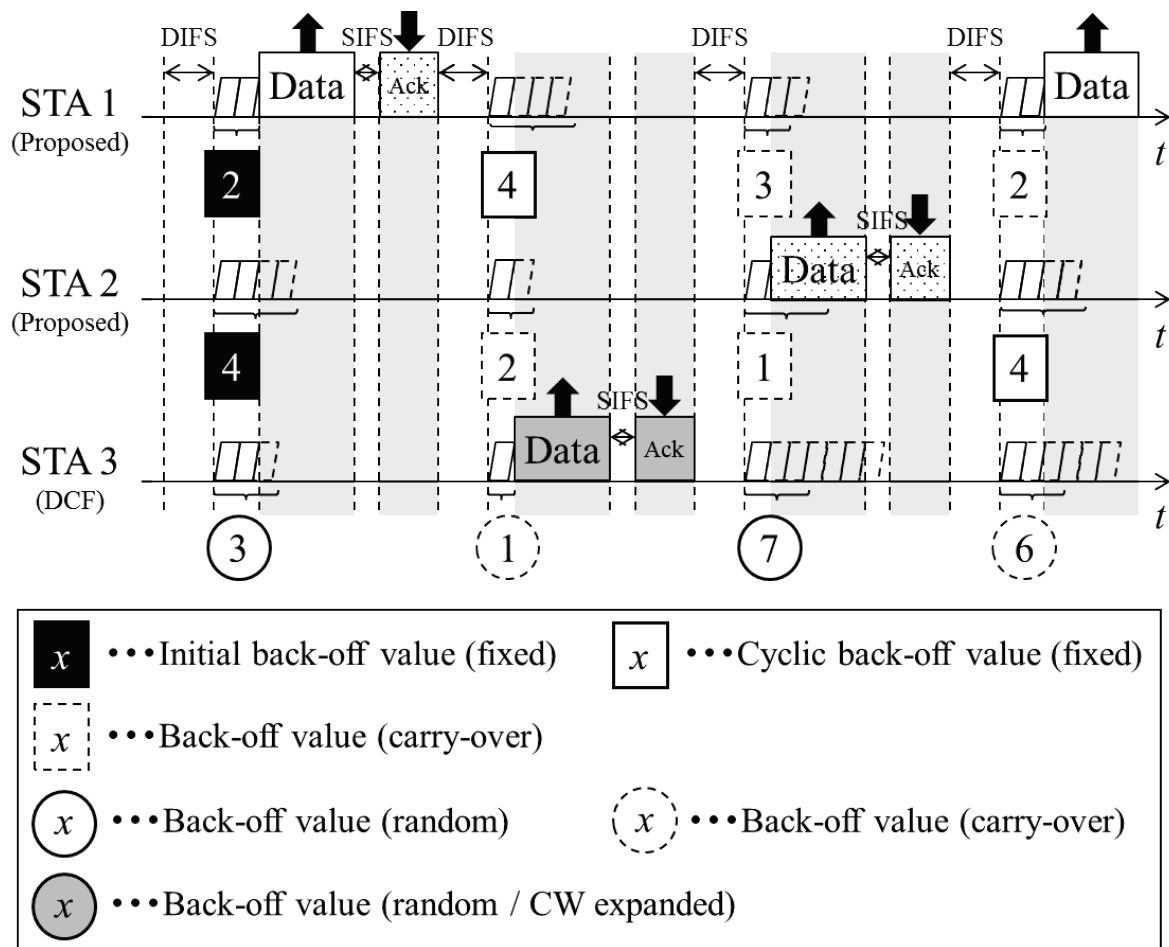 DIFS SIFS DIFS DIFS DIFS
STA 1 Data Ack Data
(Proposed) t
2 4 3 2
SIFS
STA 2 Data Ack
(Proposed) t
4 2 1 4
SIFS
STA 3 Data Ack
(DCF) t
3 1 7 6
x •••Initial back-off value (fixed) x •••Cyclic back-off value (fixed)
x •••Back-off value (carry-over)
x •••Back-off value (random) x •••Back-off value (carry-over)
x •••Back-off value (random / CW expanded)